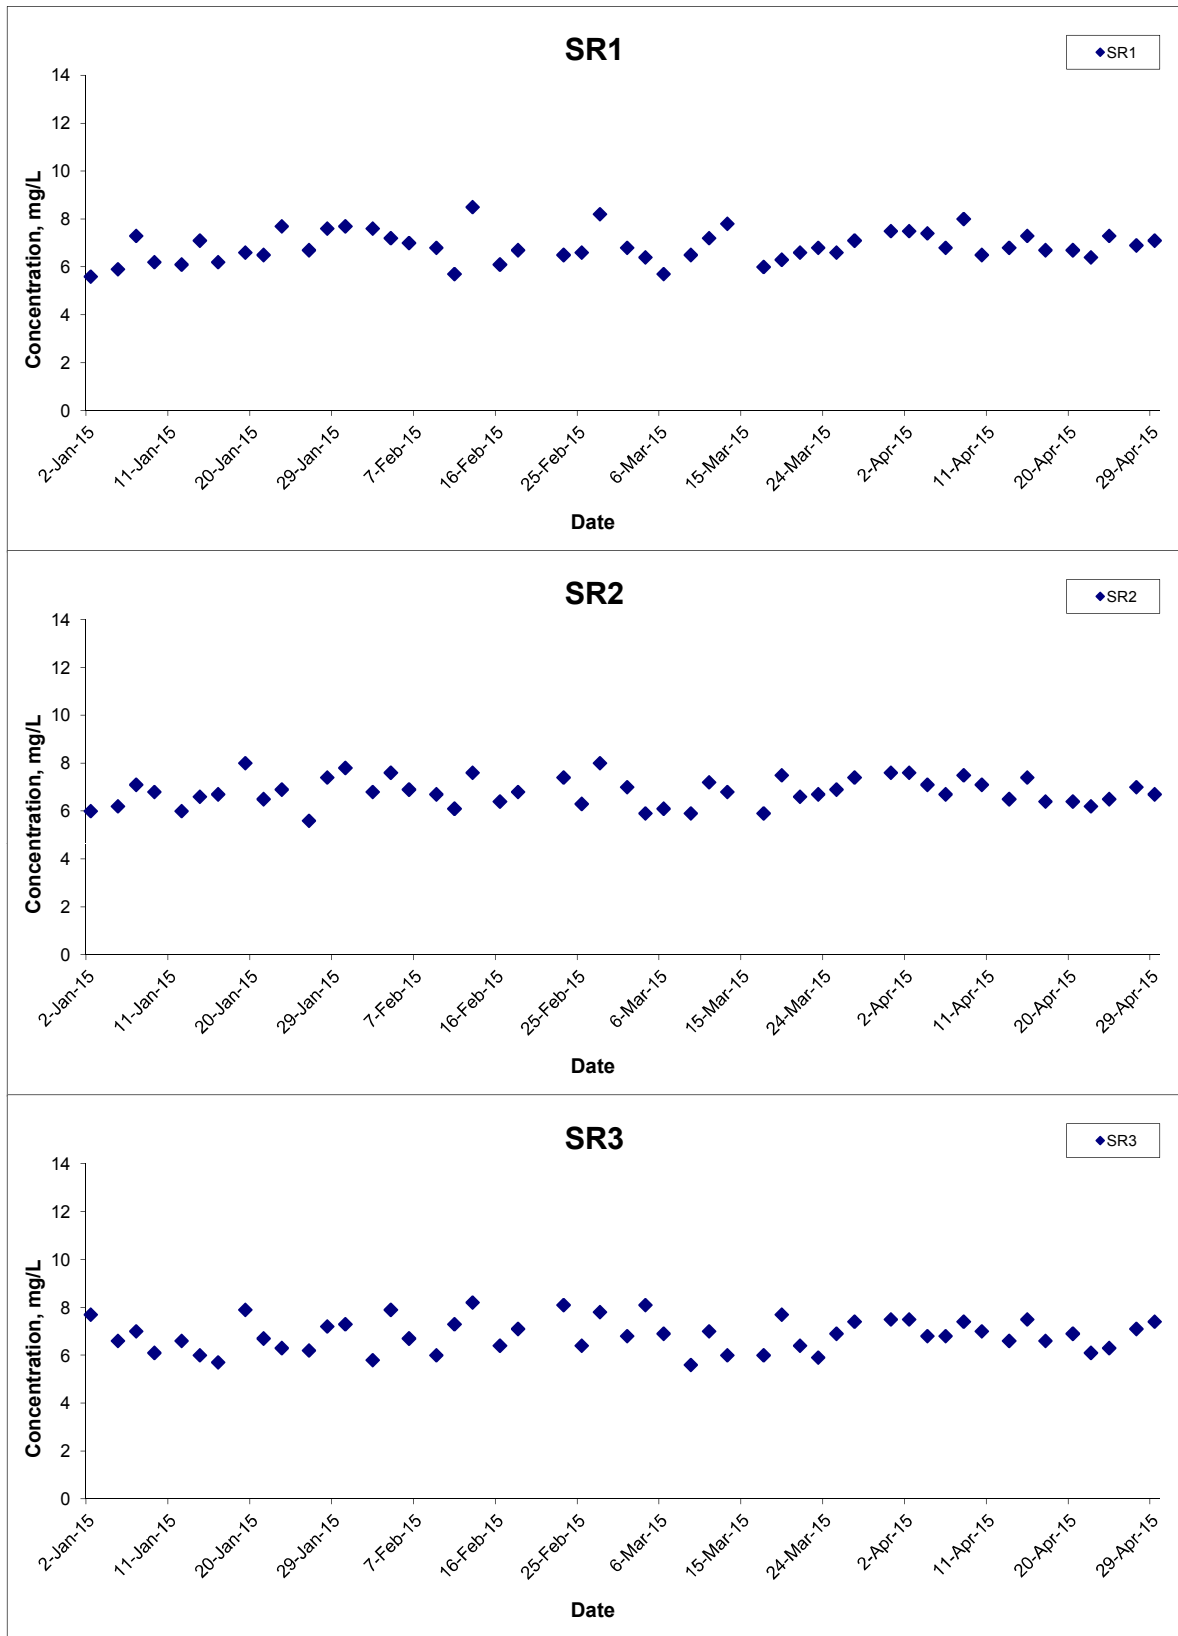 SR1
SR1
Concentration, mg/L
14
12
10
8
6
4
2
0
2-Jan-15
11-Jan-15
20-Jan-15
29-Jan-15
7-Feb-15
16-Feb-15
25-Feb-15
6-Mar-15
15-Mar-15
24-Mar-15
2-Apr-15
11-Apr-15
20-Apr-15
29-Apr-15
Date
SR2
SR2
Concentration, mg/L
14
12
10
8
6
4
2
0
2-Jan-15
11-Jan-15
20-Jan-15
29-Jan-15
7-Feb-15
16-Feb-15
25-Feb-15
6-Mar-15
15-Mar-15
24-Mar-15
2-Apr-15
11-Apr-15
20-Apr-15
29-Apr-15
Date
SR3
SR3
Concentration, mg/L
14
12
10
8
6
4
2
0
2-Jan-15
11-Jan-15
20-Jan-15
29-Jan-15
7-Feb-15
16-Feb-15
25-Feb-15
6-Mar-15
15-Mar-15
24-Mar-15
2-Apr-15
11-Apr-15
20-Apr-15
29-Apr-15
Date